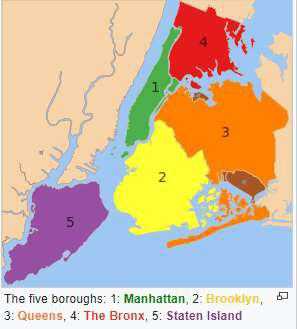 4
1
3
2
5
The five boroughs: 1: Manhattan, 2: Brooklyn,
3: Queens, 4: The Bronx, 5: Staten Island